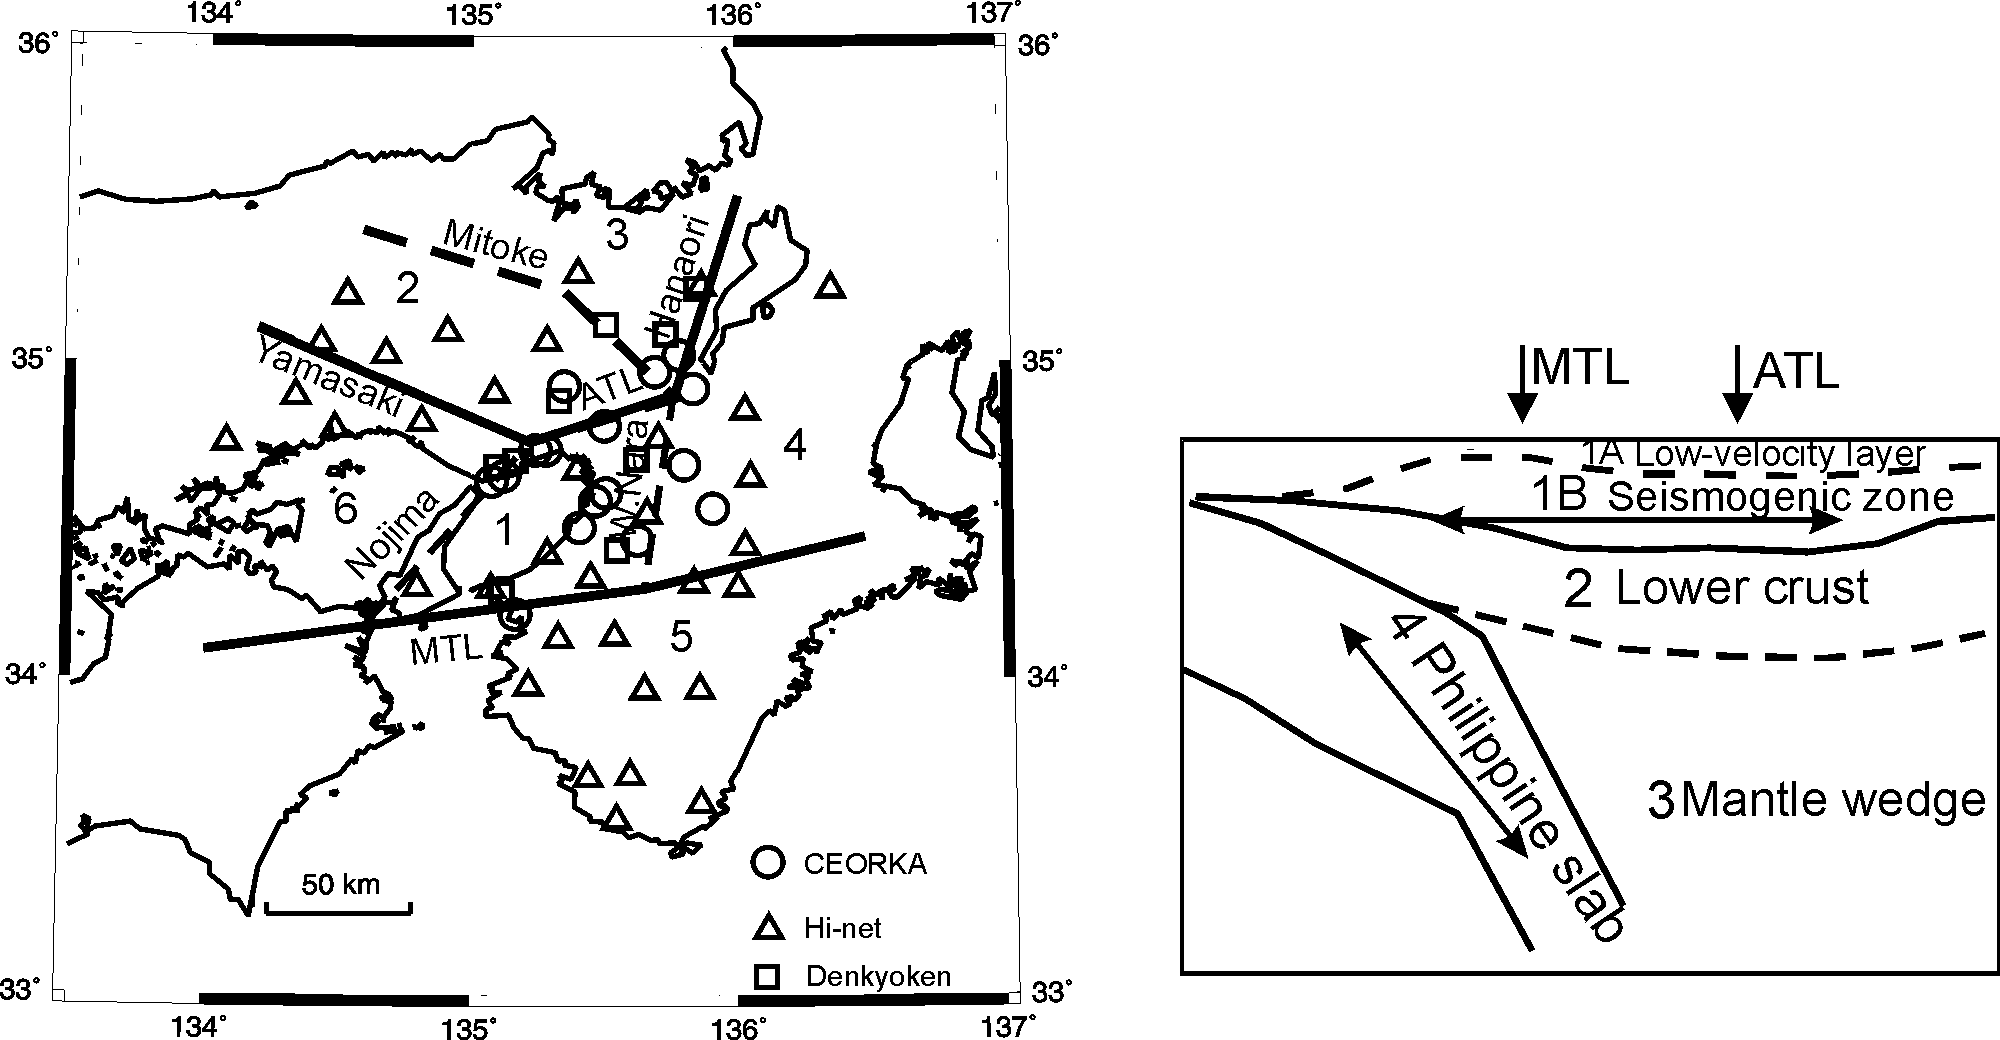 134°
135°
136°
137°
36°
36°
3
Hanaori
Mitoke
2
35°
35°
Yamasaki
ATL
4
6
Nojima
1
MTL
5
34°
34°
CEORKA
50 km
Hi-net
Denkyoken
33°
33°
134°
135°
136°
137°
MTL
ATL
1A Low-velocity layer
1B Seismogenic zone
2 Lower crust
4 Philippine slab
3 Mantle wedge